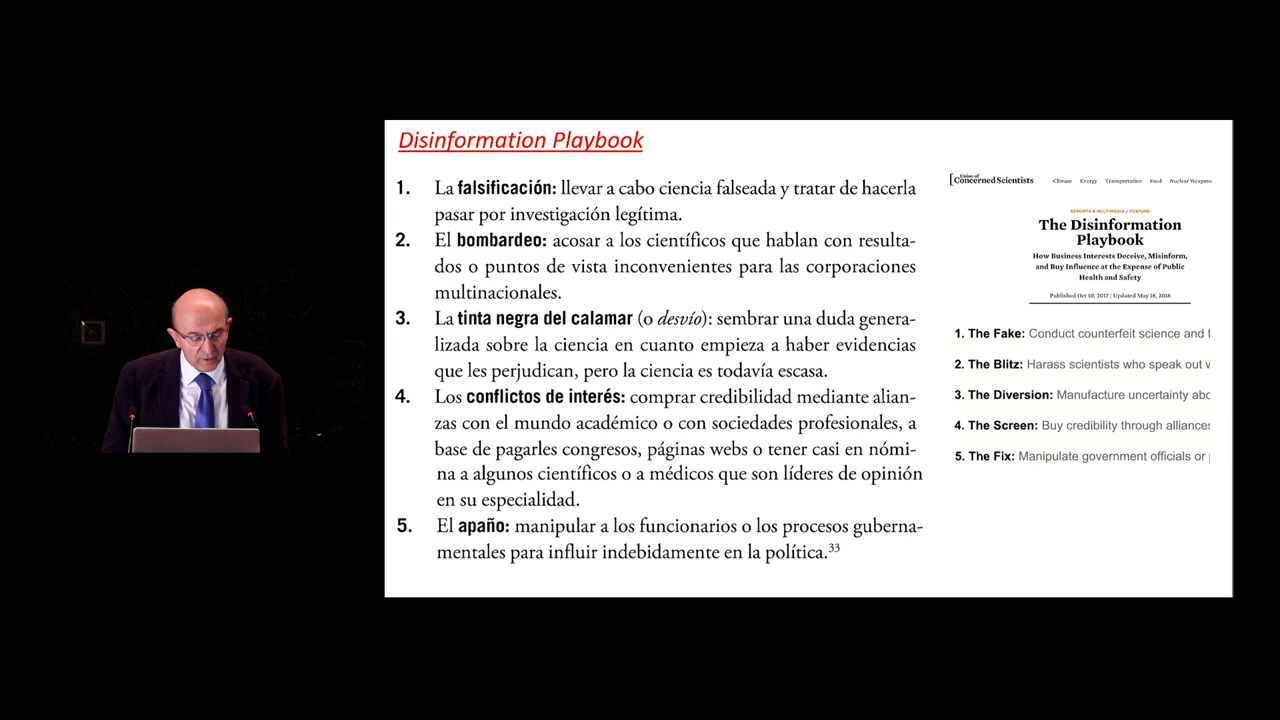 Disinformation Playbook
1. La falsificación: llevar a cabo ciencia falseada y tratar de hacerla
pasar por investigación legítima.
2. El bombardeo: acosar a los científicos que hablan con resulta-
dos o puntos de vista inconvenientes para las corporaciones
multinacionales.
3. La tinta negra del calamar (o desvío): sembrar una duda genera-
lizada sobre la ciencia en cuanto empieza a haber evidencias
que les perjudican, pero la ciencia es todavía escasa.
4. Los conflictos de interés: comprar credibilidad mediante alian-
zas con el mundo académico o con sociedades profesionales, a
base de pagarles congresos, páginas webs o tener casi en nómi-
na a algunos científicos o a médicos que son líderes de opinión
en su especialidad.
5. El apaño: manipular a los funcionarios o los procesos guberna-
mentales para influir indebidamente en la política.33
Union of
Concerned Scientists
Climate Energy Transportation Food Nuclear Weapons
REPORTS & MULTIMEDIA / FEATURE
The Disinformation
Playbook
How Business Interests Deceive, Misinform,
and Buy Influence at the Expense of Public
Health and Safety
Published Oct 10, 2017 | Updated May 18, 2018
1. The Fake: Conduct counterfeit science and
2. The Blitz: Harass scientists who speak out
3. The Diversion: Manufacture uncertainty
4. The Screen: Buy credibility through alliances
5. The Fix: Manipulate government officials or